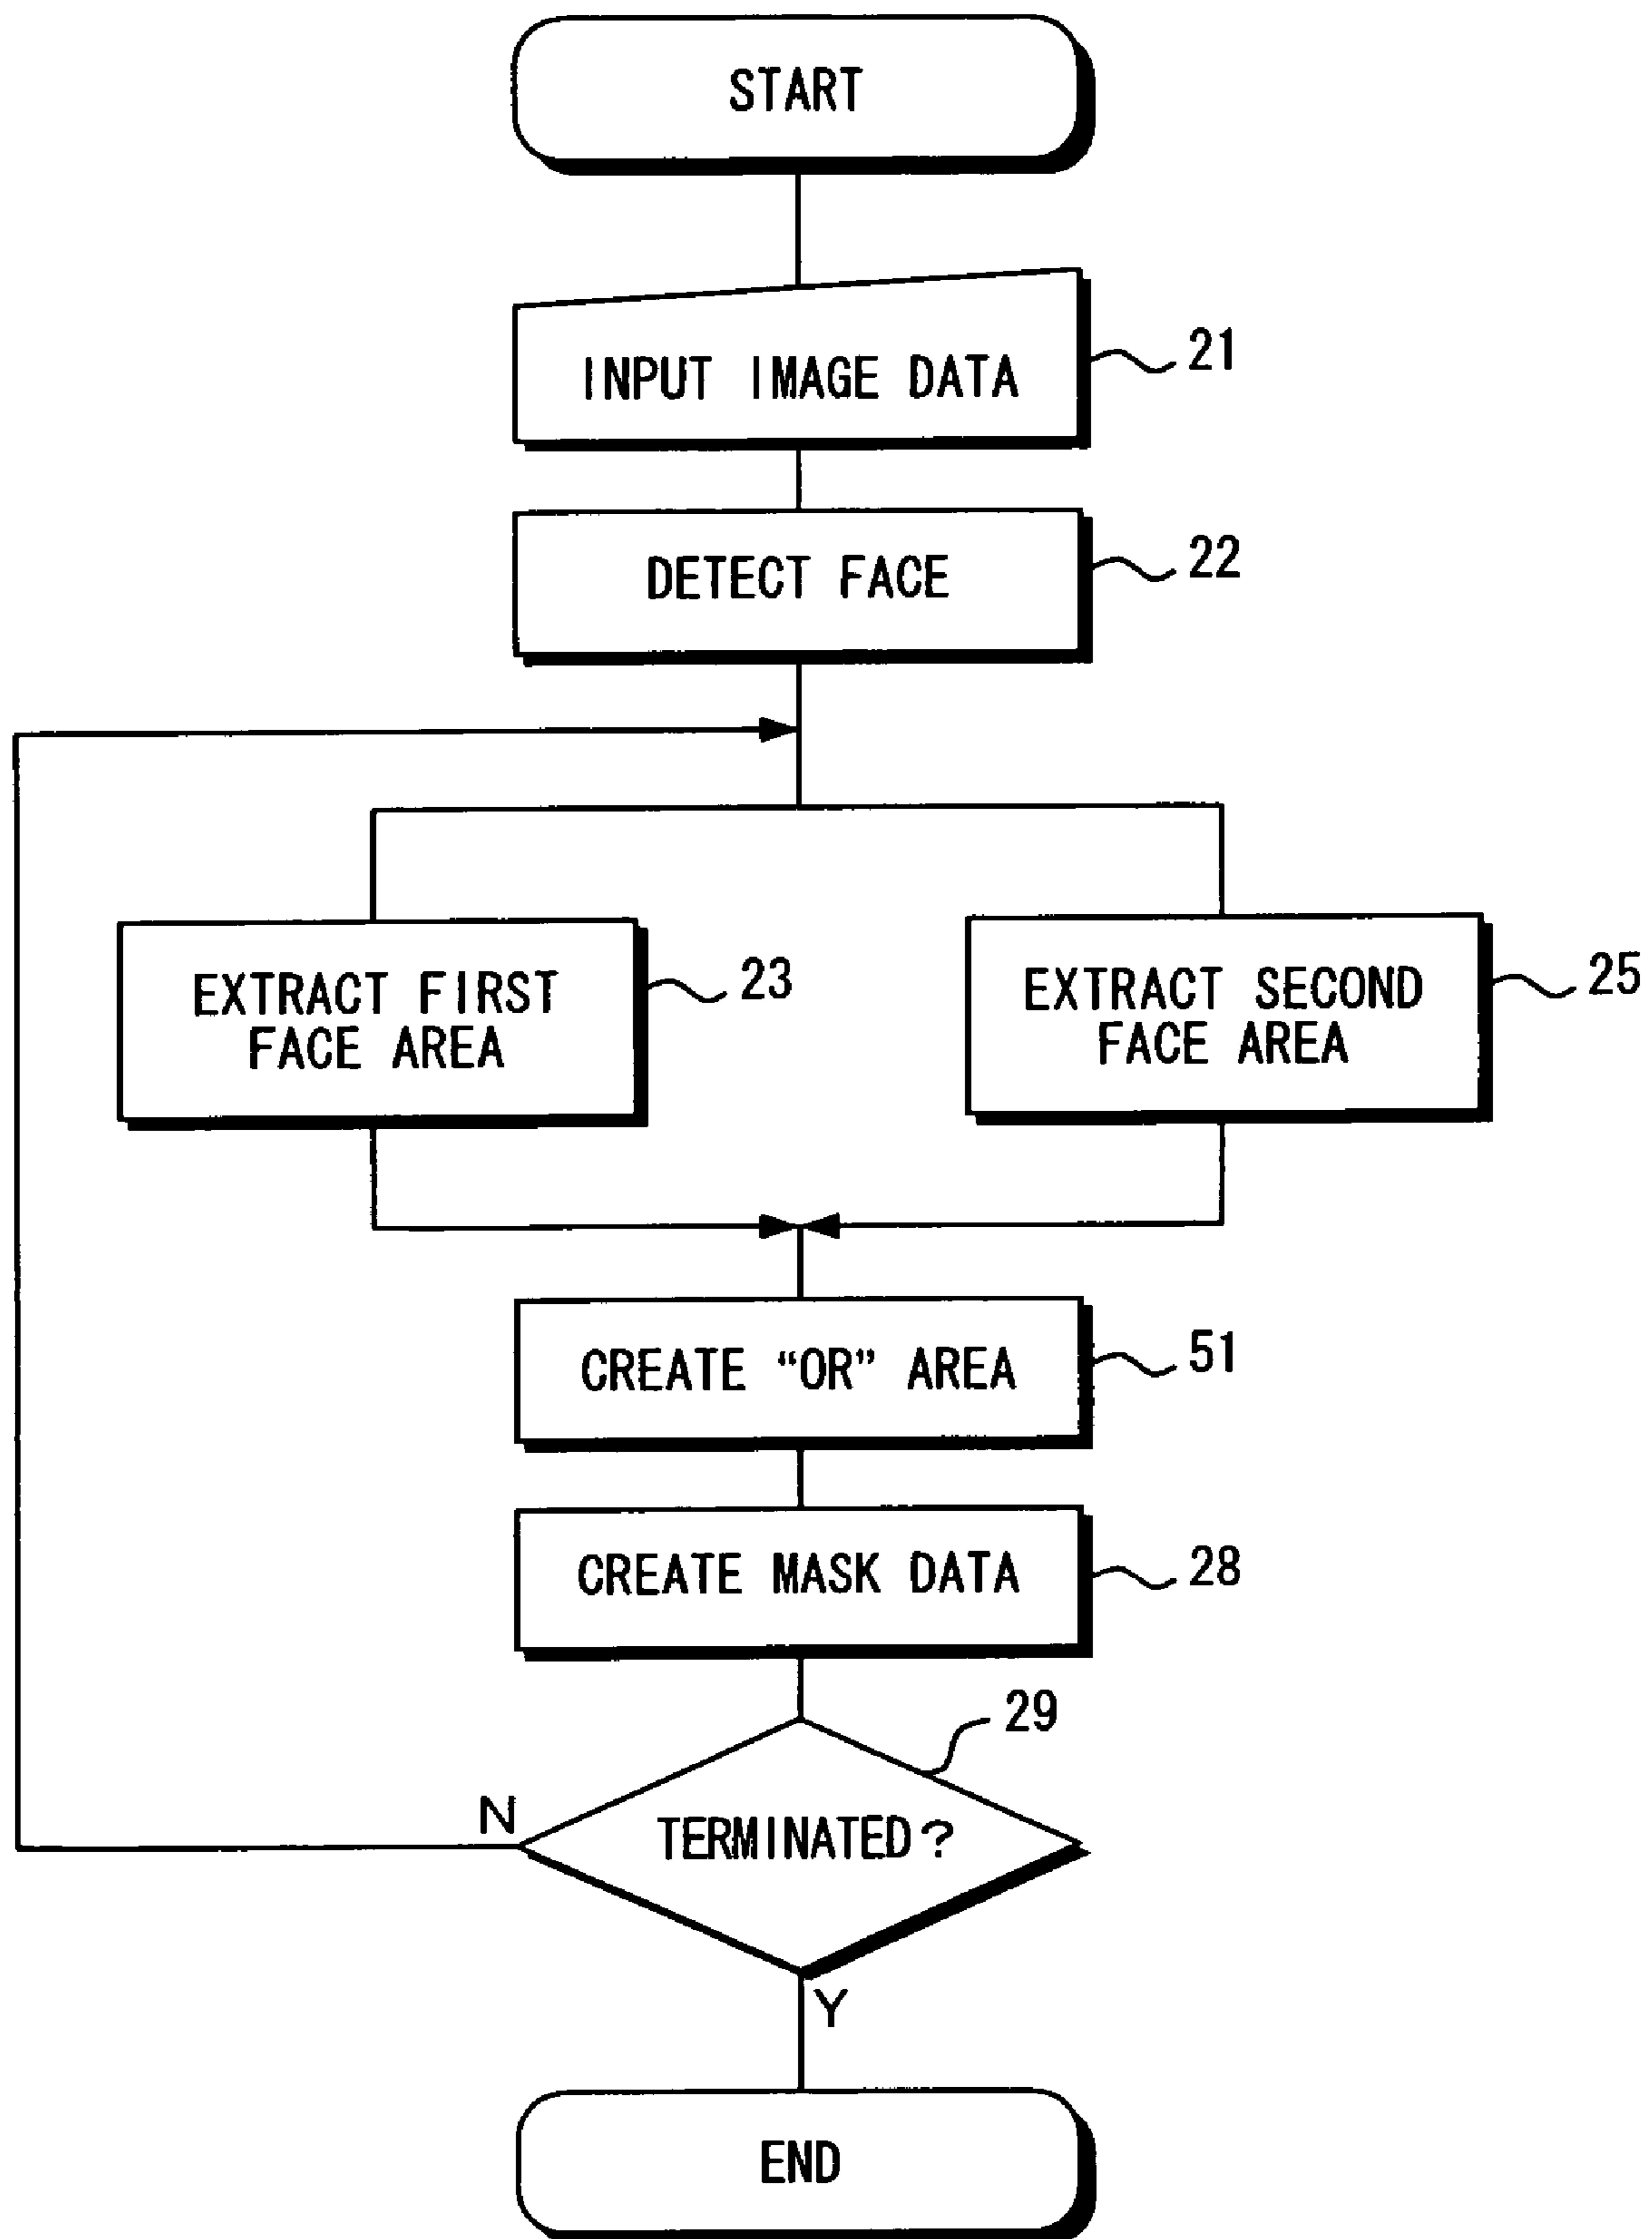 START
INPUT IMAGE DATA
21
DETECT FACE
22
EXTRACT FIRST
FACE AREA
23
EXTRACT SECOND
FACE AREA
25
CREATE “OR” AREA
51
CREATE MASK DATA
28
29
TERMINATED?
N
Y
END